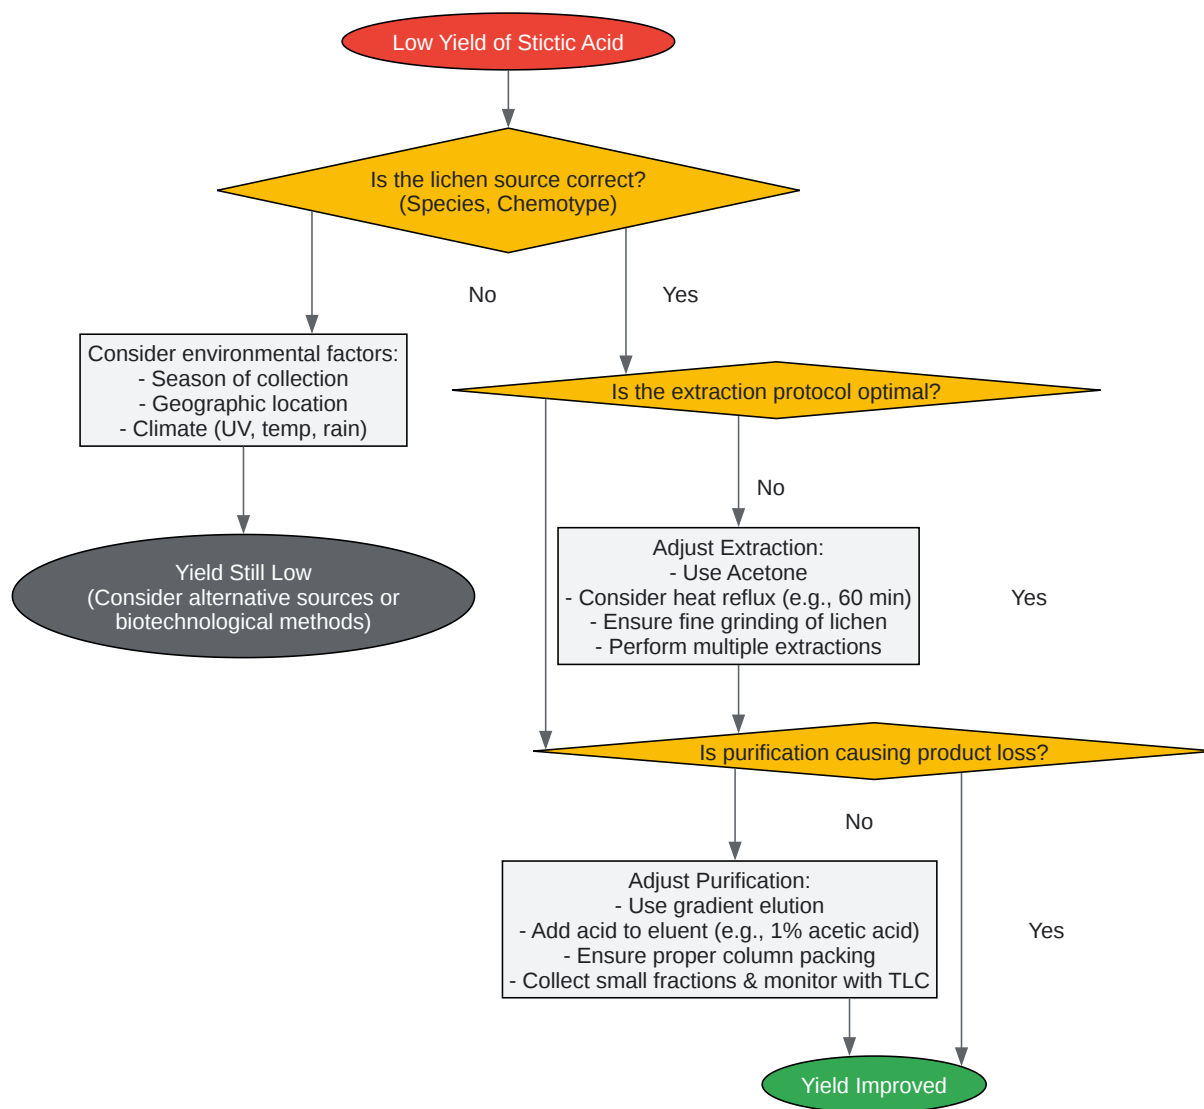 Low Yield of Stictic Acid
Is the lichen source correct?
(Species, Chemotype)
No
Yes
Consider environmental factors:
- Season of collection
- Geographic location
- Climate (UV, temp, rain)
Is the extraction protocol optimal?
No
Yield Still Low
(Consider alternative sources or
biotechnological methods)
Adjust Extraction:
- Use Acetone
- Consider heat reflux (e.g., 60 min)
- Ensure fine grinding of lichen
- Perform multiple extractions
Yes
Is purification causing product loss?
No
Adjust Purification:
- Use gradient elution
- Add acid to eluent (e.g., 1% acetic acid)
- Ensure proper column packing
- Collect small fractions & monitor with TLC
Yes
Yield Improved